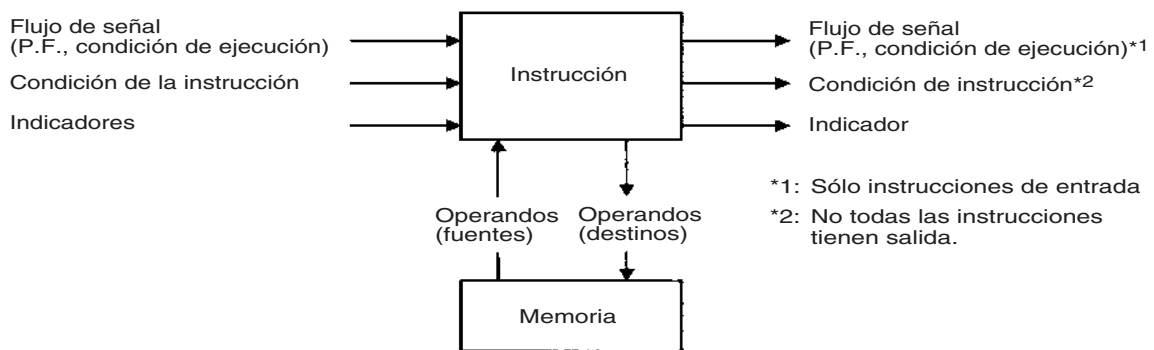 Flujo de señal
(P.F., condición de ejecución)
Condición de la instrucción
Indicadores
Instrucción
Flujo de señal
(P.F., condición de ejecución)*1
Condición de instrucción*2
Indicador
Operandos
(fuentes)
Operandos
(destinos)
*1: Sólo instrucciones de entrada
*2: No todas las instrucciones
tienen salida.
Memoria